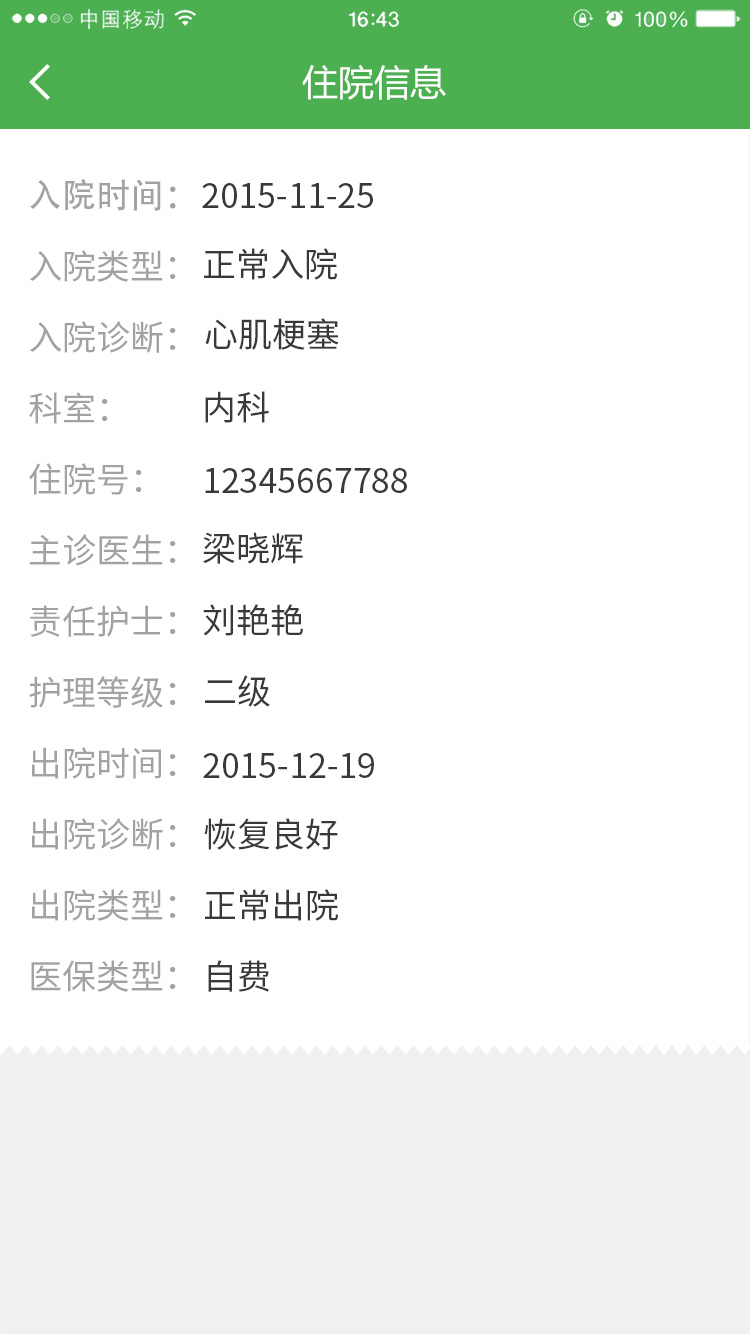 中国移动 16:43 100%
住院信息
入院时间：2015-11-25
入院类型：正常入院
入院诊断：心肌梗塞
科室：内科
住院号：12345667788
主诊医生：梁晓辉
责任护士：刘艳艳
护理等级：二级
出院时间：2015-12-19
出院诊断：恢复良好
出院类型：正常出院
医保类型：自费